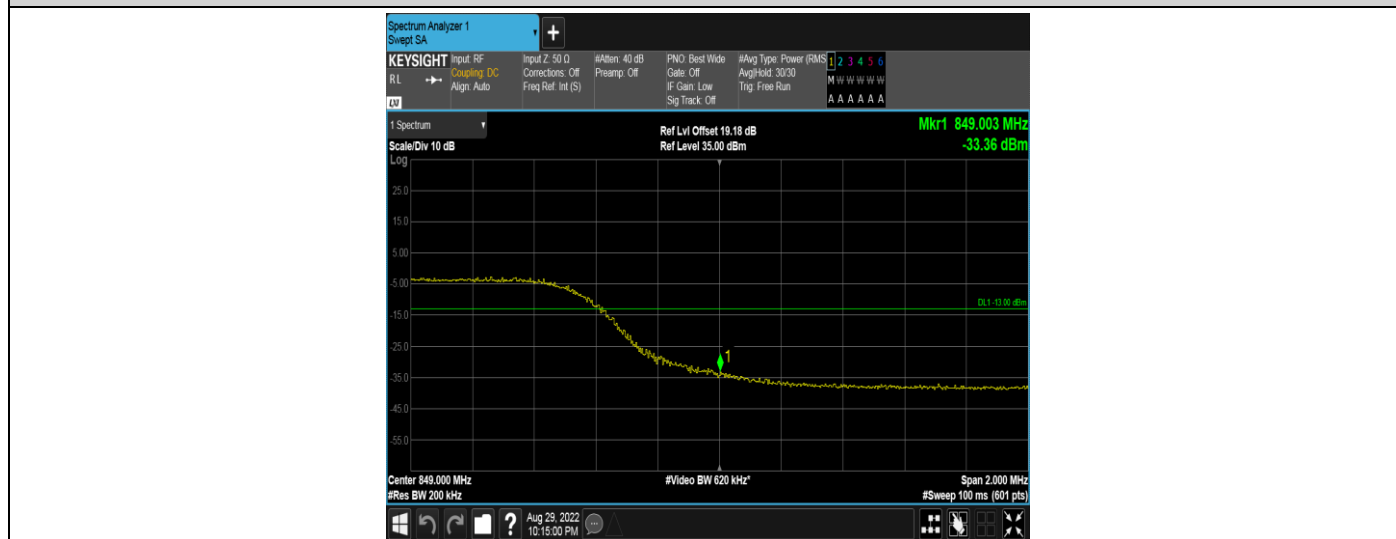 Spectrum Analyzer 1
Swept SA
+
KEYSIGHT
RL
LXI
Input: RF
Coupling: DC
Align: Auto
Input Z: 50 Ω
Corrections: Off
Freq Ref: Int (S)
#Atten: 40 dB
Preamp: Off
PNO: Best Wide
Gate: Off
IF Gain: Low
Sig Track: Off
#Avg Type: Power (RMS
Avg|Hold: 30/30
Trig: Free Run
1 2 3 4 5 6
M W W W W W
A A A A A A
1 Spectrum
Scale/Div 10 dB
Log
Ref Lvl Offset 19.18 dB
Ref Level 35.00 dBm
Mkr1 849.003 MHz
-33.36 dBm
25.0
15.0
5.00
-5.00
DL1 -13.00 dBm
-15.0
-25.0
1
-35.0
-45.0
-55.0
Center 849.000 MHz
#Video BW 620 kHz*
Span 2.000 MHz
#Res BW 200 kHz
#Sweep 100 ms (601 pts)
?
Aug 29, 2022
10:15:00 PM